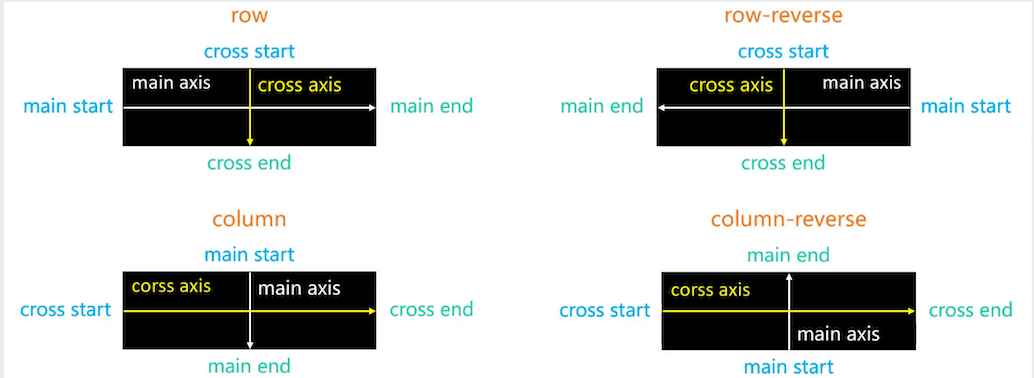 row
cross start
main axis
cross axis
main start
main end
cross end
row-reverse
cross start
cross axis
main axis
main end
main start
cross end
column
main start
corss axis
main axis
cross start
cross end
main end
column-reverse
main end
corss axis
cross start
cross end
main axis
main start